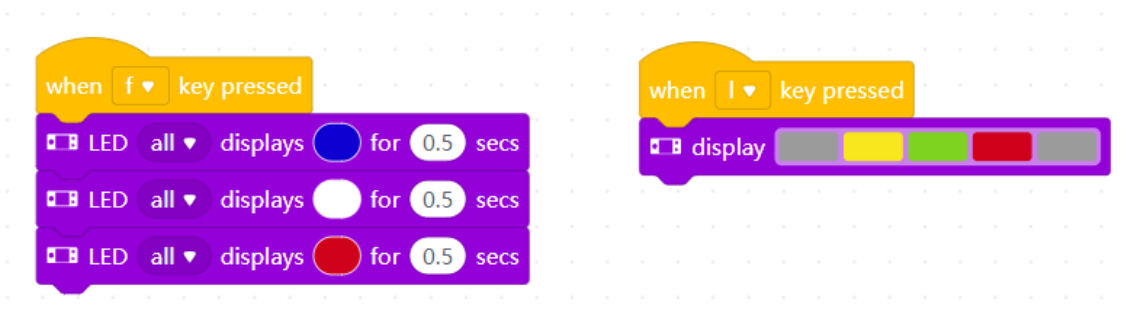 when f key pressed
LED all displays for 0.5 secs
LED all displays for 0.5 secs
LED all displays for 0.5 secs
when l key pressed
display